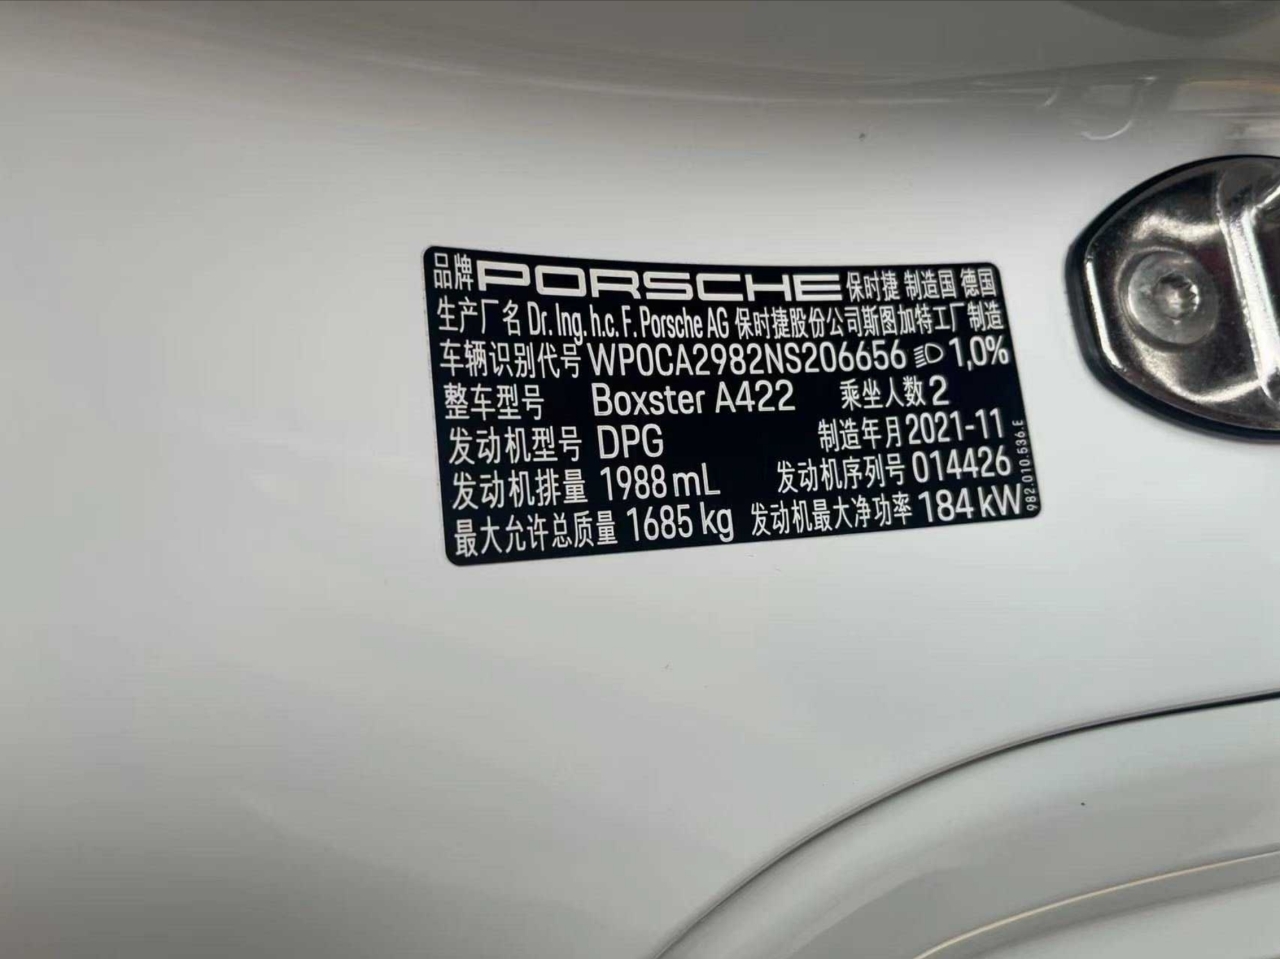 品牌 PORSCHE 保时捷 制造国 德国
生产厂名 Dr. Ing. h.c. F. Porsche AG 保时捷股份公司斯图加特工厂制造
车辆识别代号 WP0CA2982NS206656 1,0%
整车型号 Boxster A422 乘坐人数 2
发动机型号 DPG 制造年月 2021-11
发动机排量 1988 mL 发动机序列号 014426
最大允许总质量 1685 kg 发动机最大净功率 184 kW
982.010.536.E